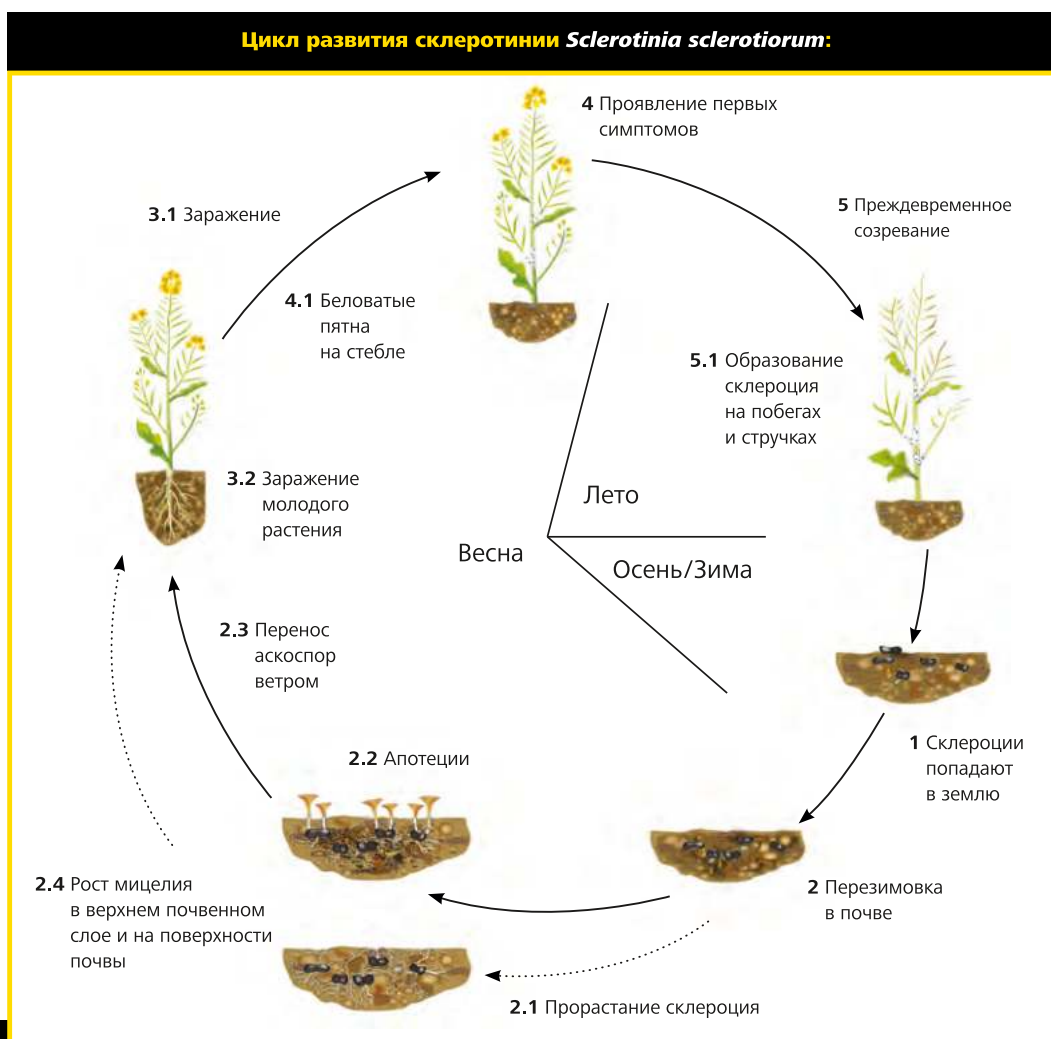 Цикл развития склеротинии Sclerotinia sclerotiorum:
4 Проявление первых
симптомов
3.1 Заражение
5 Преждевременное
созревание
4.1 Беловатые
пятна
на стебле
5.1 Образование
склероция
на побегах
и стручках
3.2 Заражение
молодого
растения
Лето
Весна
Осень/Зима
2.3 Перенос
аскоспор
ветром
1 Склероции
попадают
в землю
2.2 Апотеции
2.4 Рост мицелия
в верхнем почвенном
слое и на поверхности
почвы
2 Перезимовка
в почве
2.1 Прорастание склероция